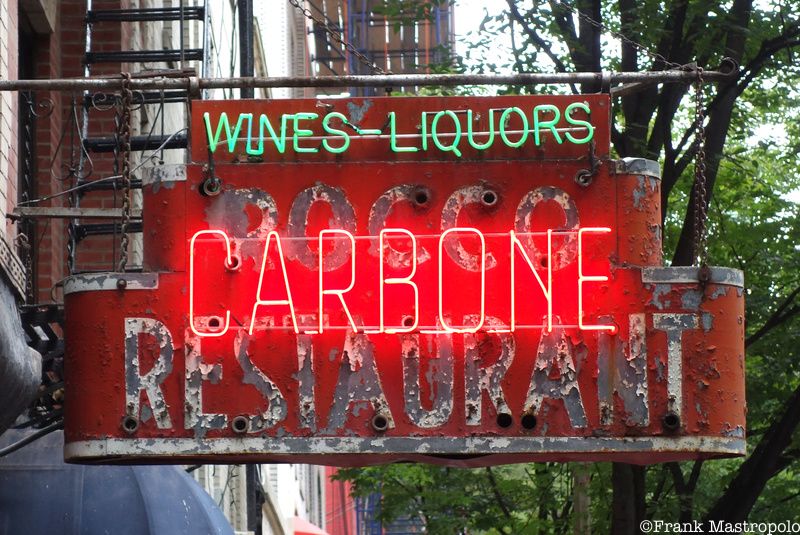 WINES-LIQUORS
ROCCO
CARBONE
RESTAURANT
©Frank Mastropolo